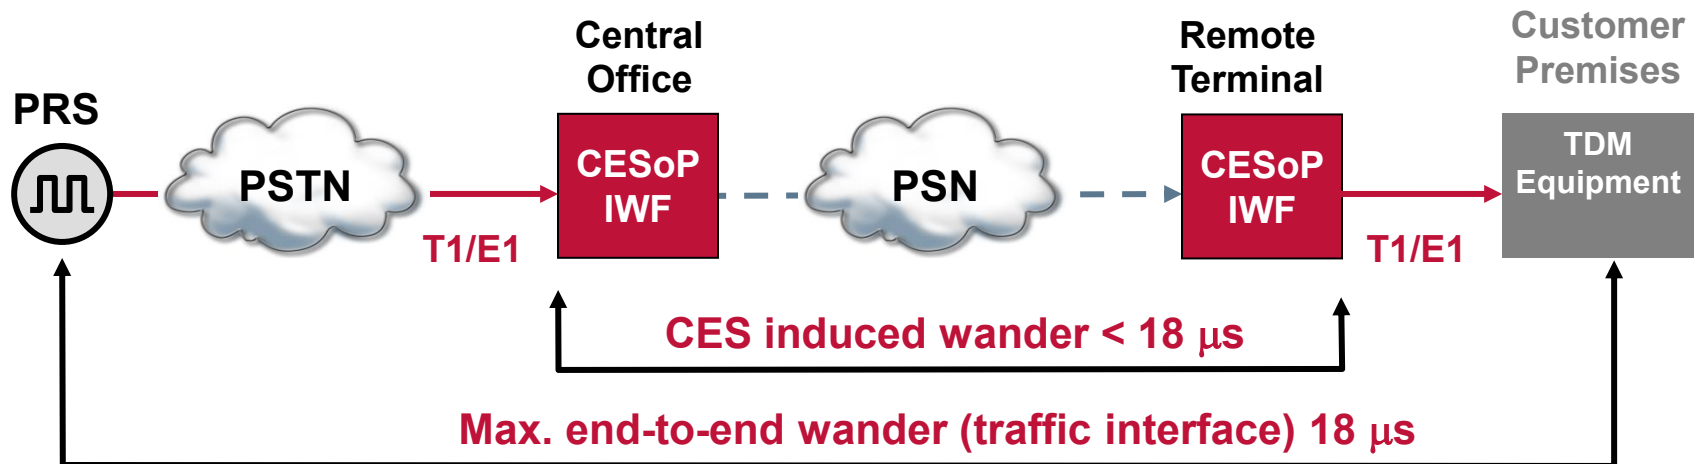 PRS
PSTN
T1/E1
Central
Office
CESoP
IWF
PSN
Remote
Terminal
CESoP
IWF
T1/E1
Customer
Premises
TDM
Equipment
CES induced wander < 18 μs
Max. end-to-end wander (traffic interface) 18 μs